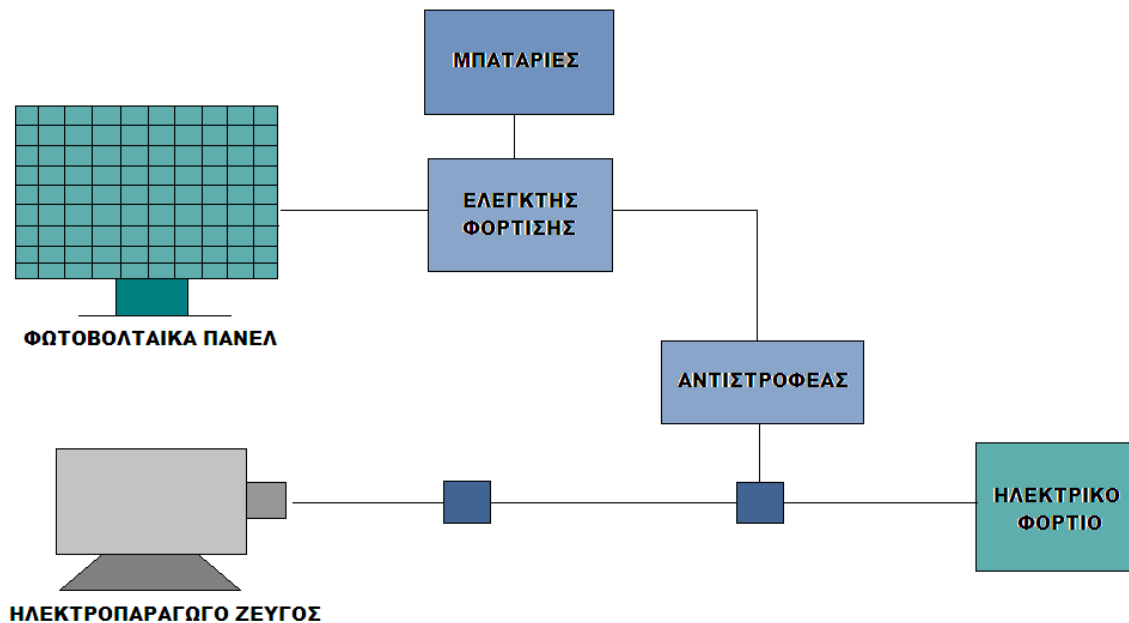 ΜΠΑΤΑΡΙΕΣ
ΕΛΕΓΚΤΗΣ
ΦΟΡΤΙΣΗΣ
ΦΩΤΟΒΟΛΤΑΙΚΑ ΠΑΝΕΛ
ΑΝΤΙΣΤΡΟΦΕΑΣ
ΗΛΕΚΤΡΙΚΟ
ΦΟΡΤΙΟ
ΗΛΕΚΤΡΟΠΑΡΑΓΩΓΟ ΖΕΥΓΟΣ